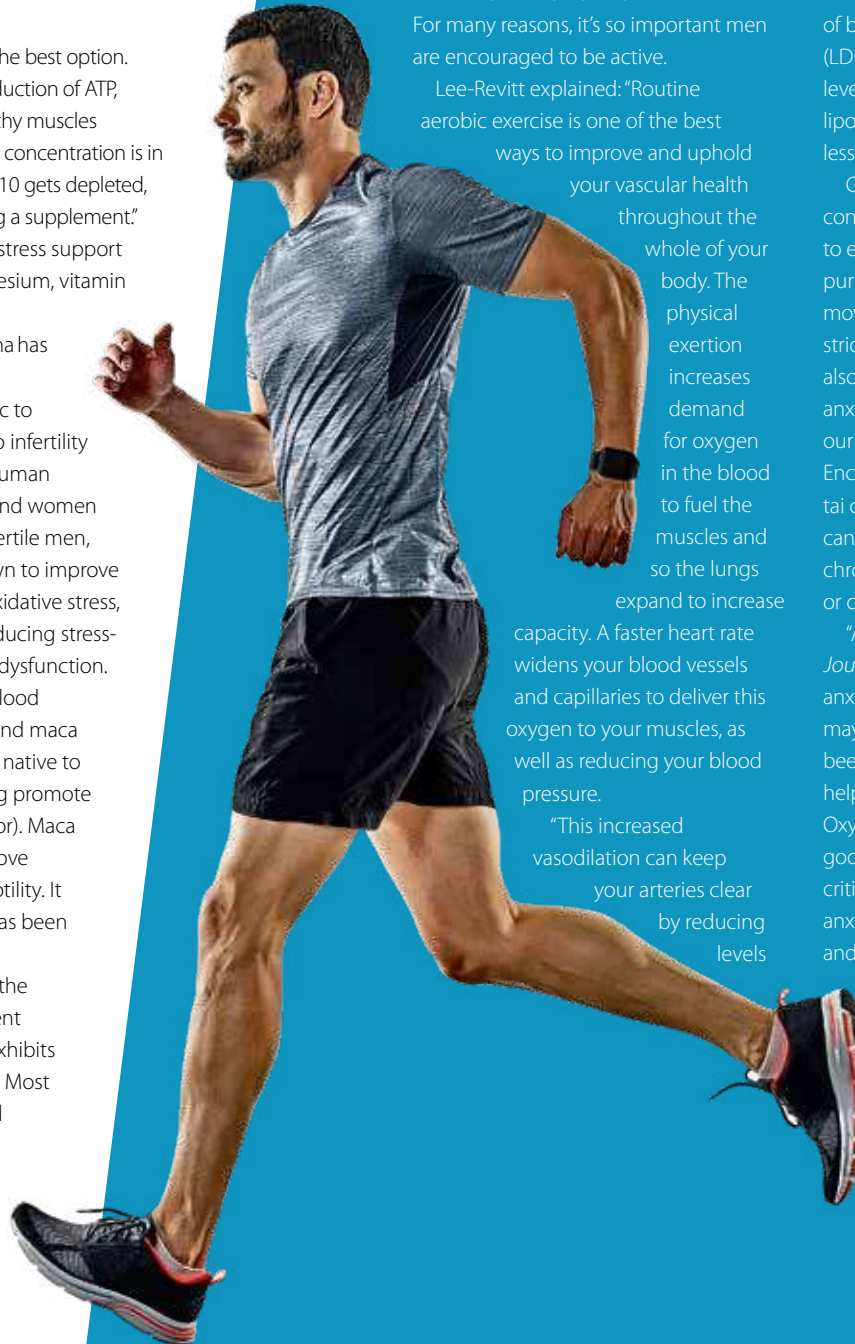 he best option.
duction of ATP,
thy muscles
concentration is in
10 gets depleted,
g a supplement."
stress support
esium, vitamin
na has
c to
o infertility
uman
nd women
ertile men,
wn to improve
xidative stress,
ducing stress-
dysfunction.
lood
nd maca
native to
g promote
or). Maca
ove
otility. It
as been
the
ent
xhibits
Most
d
For many reasons, it's so important men
are encouraged to be active.
Lee-Revitt explained: "Routine
aerobic exercise is one of the best
ways to improve and uphold
your vascular health
throughout the
whole of your
body. The
physical
exertion
increases
demand
for oxygen
in the blood
to fuel the
muscles and
so the lungs
expand to increase
capacity. A faster heart rate
widens your blood vessels
and capillaries to deliver this
oxygen to your muscles, as
well as reducing your blood
pressure.
"This increased
vasodilation can keep
your arteries clear
by reducing
levels
of b
(LD
leve
lipo
less
G
con
to e
pur
mov
stric
also
anx
our
Enc
tai c
can
chro
or c
"A
Jou
anx
may
bee
help
Oxy
goo
criti
anx
and